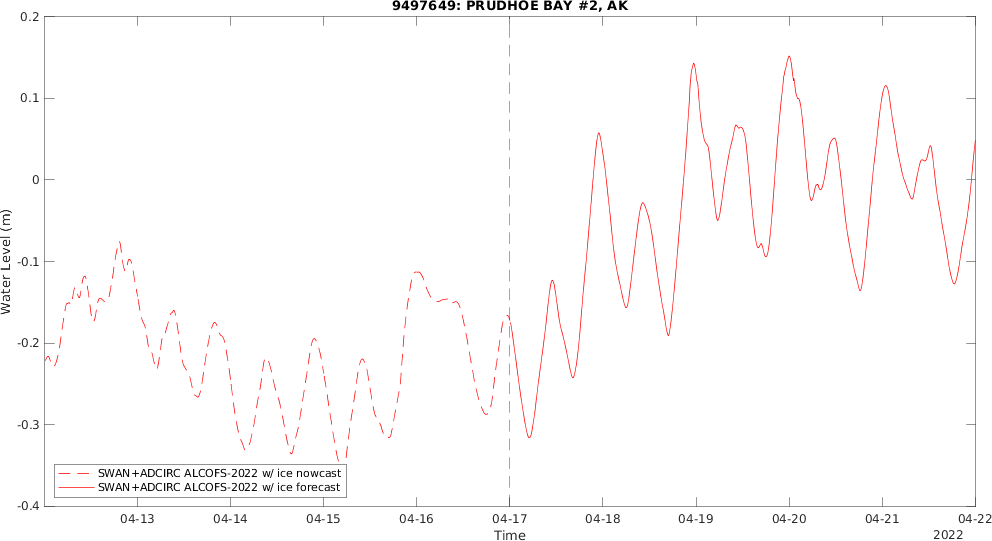 9497649: PRUDHOE BAY #2, AK
Water Level (m)
0.2
0.1
0
-0.1
-0.2
-0.3
-0.4
SWAN+ADCIRC ALCOFS-2022 w/ ice nowcast
SWAN+ADCIRC ALCOFS-2022 w/ ice forecast
04-13 04-14 04-15 04-16 04-17 04-18 04-19 04-20 04-21 04-22
Time
2022